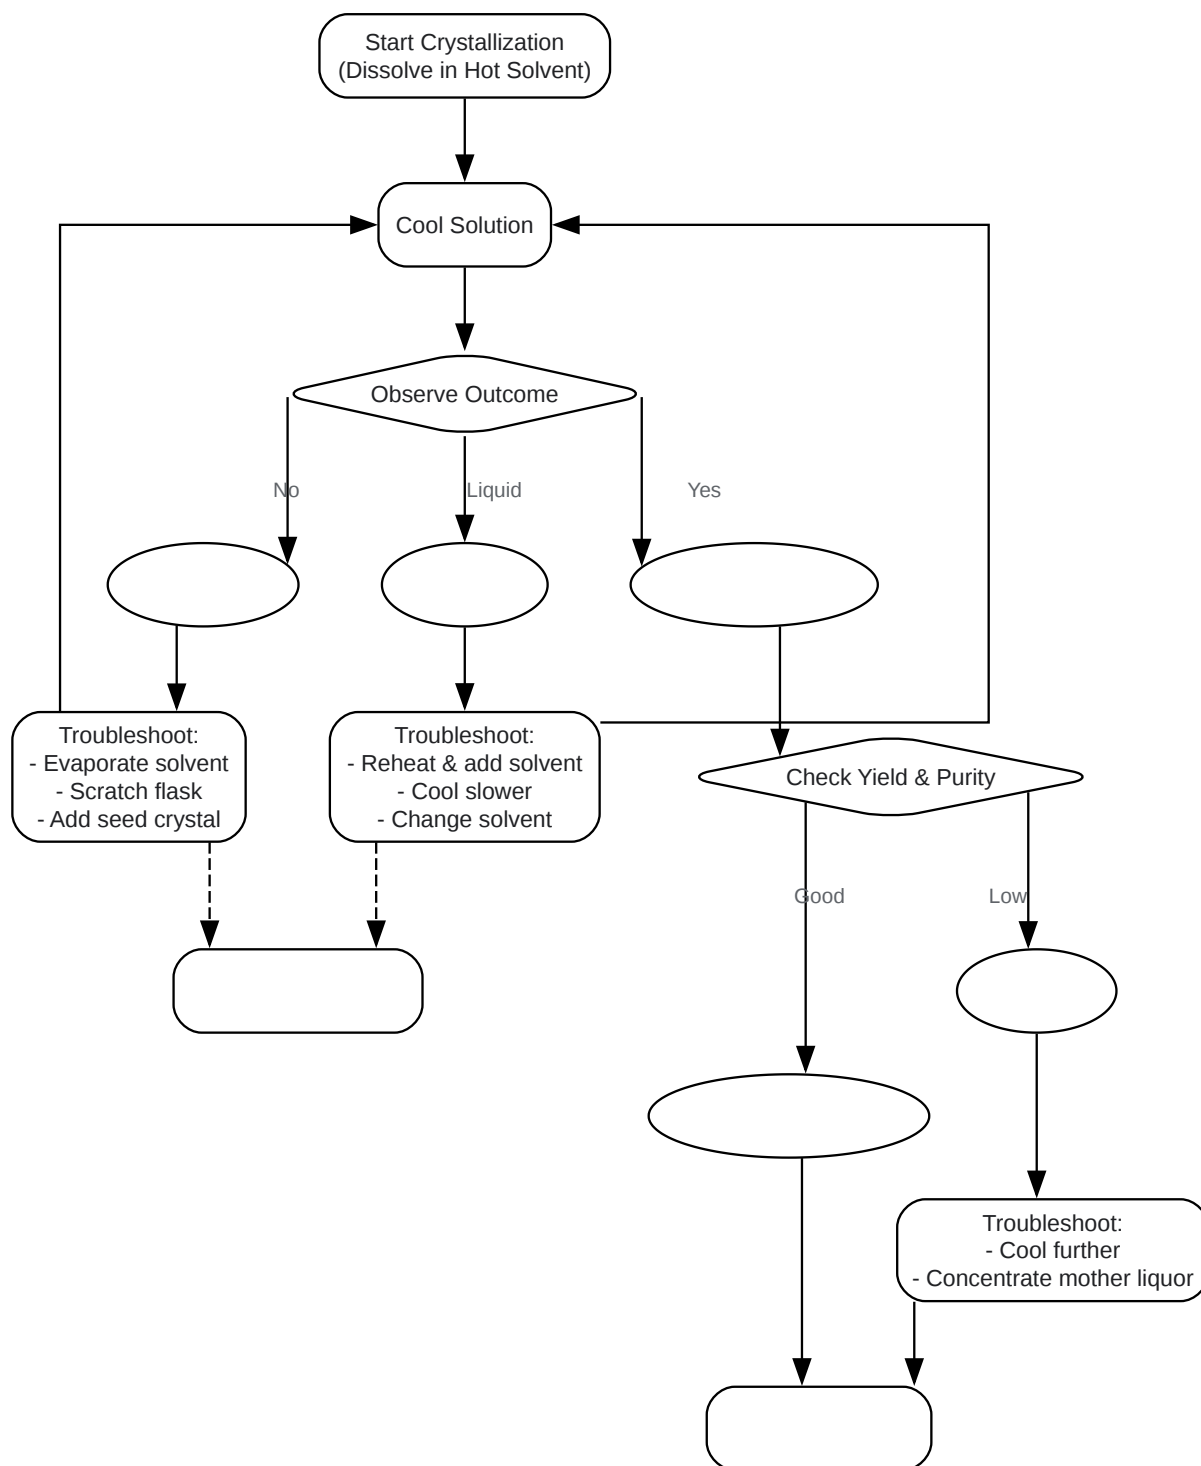 Start Crystallization
(Dissolve in Hot Solvent)
Cool Solution
Observe Outcome
No
Liquid
Yes
Troubleshoot:
- Evaporate solvent
- Scratch flask
- Add seed crystal
Troubleshoot:
- Reheat & add solvent
- Cool slower
- Change solvent
Check Yield & Purity
Good
Low
Troubleshoot:
- Cool further
- Concentrate mother liquor